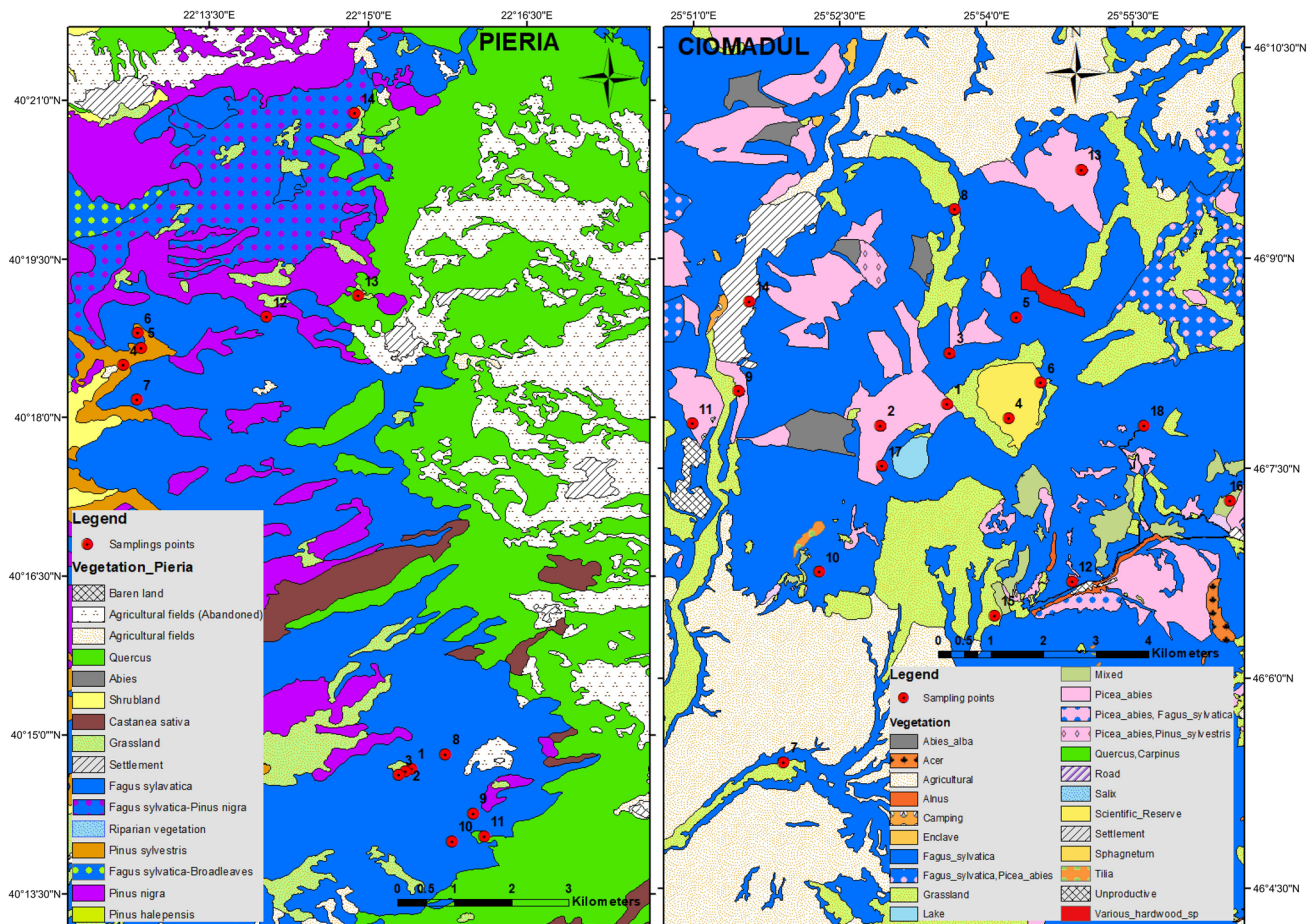 22°13'30"E
22°15'0"E
22°16'30"E
25°51'0"E
25°52'30"E
25°54'0"E
25°55'30"E
PIERIA
N
CIOMADUL
N
46°10'30"N
40°21'0"N
14
13
8
40°19'30"N
46°9'0"N
13
12
14
5
6
5
4
3
7
9
1
6
2
4
11
18
40°18'0"N
17
46°7'30"N
16
10
12
15
40°16'30"N
Legend
Samplings points
Vegetation_Pieria
Baren land
Agricultural fields (Abandoned)
Agricultural fields
Quercus
Abies
Shrubland
Castanea sativa
Grassland
Settlement
Fagus sylavatica
Fagus sylvatica-Pinus nigra
Riparian vegetation
Pinus sylvestris
Fagus sylvatica-Broadleaves
Pinus nigra
Pinus halepensis
40°15'0"N
3
1
2
8
9
10
11
40°13'30"N
0 0.5 1 2 3
Kilometers
0 0.5 1 2 3 4
Kilometers
46°6'0"N
7
Legend
Sampling points
Vegetation
Abies_alba
Acer
Agricultural
Alnus
Camping
Enclave
Fagus_sylvatica
Fagus_sylvatica,Picea_abies
Grassland
Lake
Mixed
Picea_abies
Picea_abies, Fagus_sylvatica
Picea_abies,Pinus_sylvestris
Quercus,Carpinus
Road
Salix
Scientific_Reserve
Settlement
Sphagnetum
Tilia
Unproductive
Various_hardwood_sp
46°4'30"N